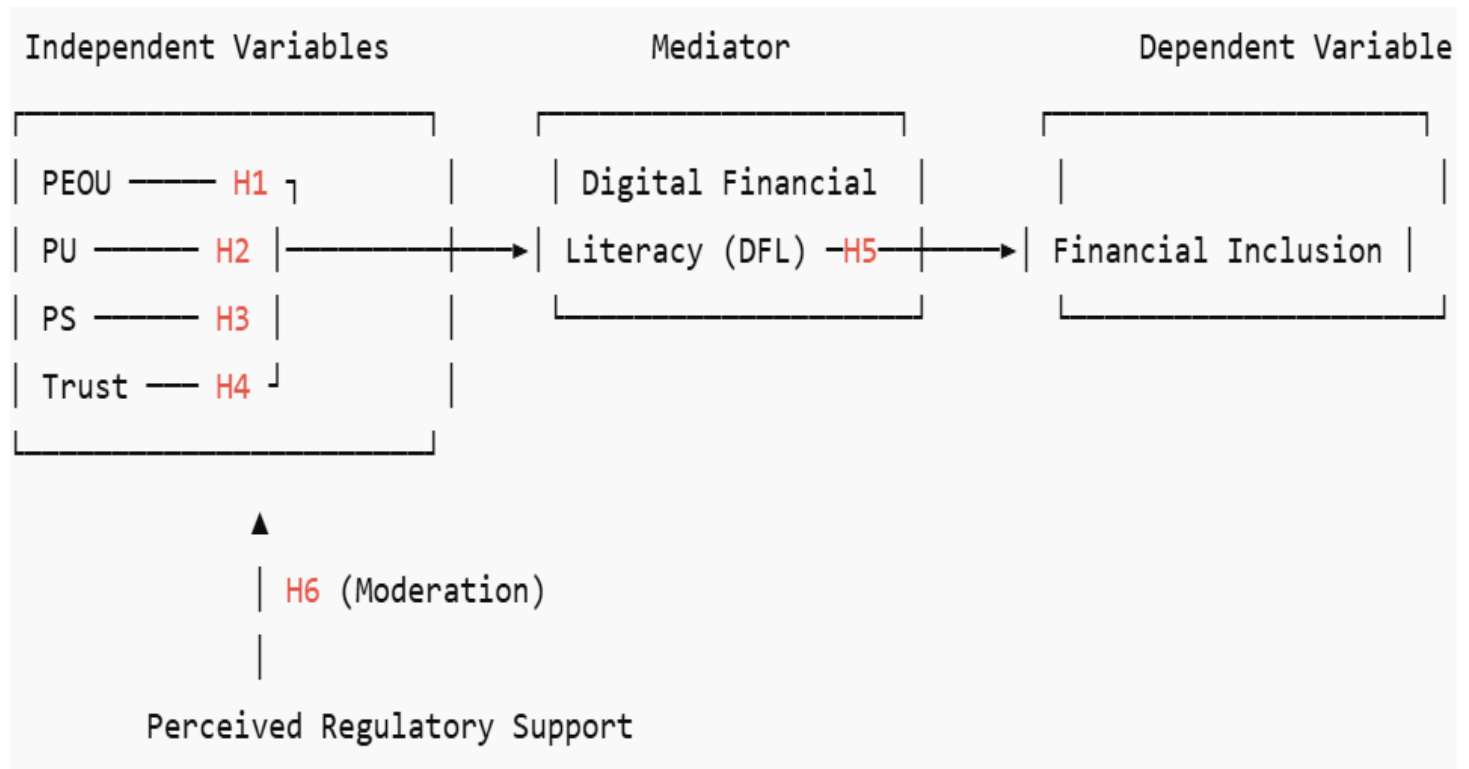 Independent Variables Mediator Dependent Variable
PEOU H1 Digital Financial
PU H2 Literacy (DFL) H5 Financial Inclusion
PS H3
Trust H4
H6 (Moderation)
Perceived Regulatory Support